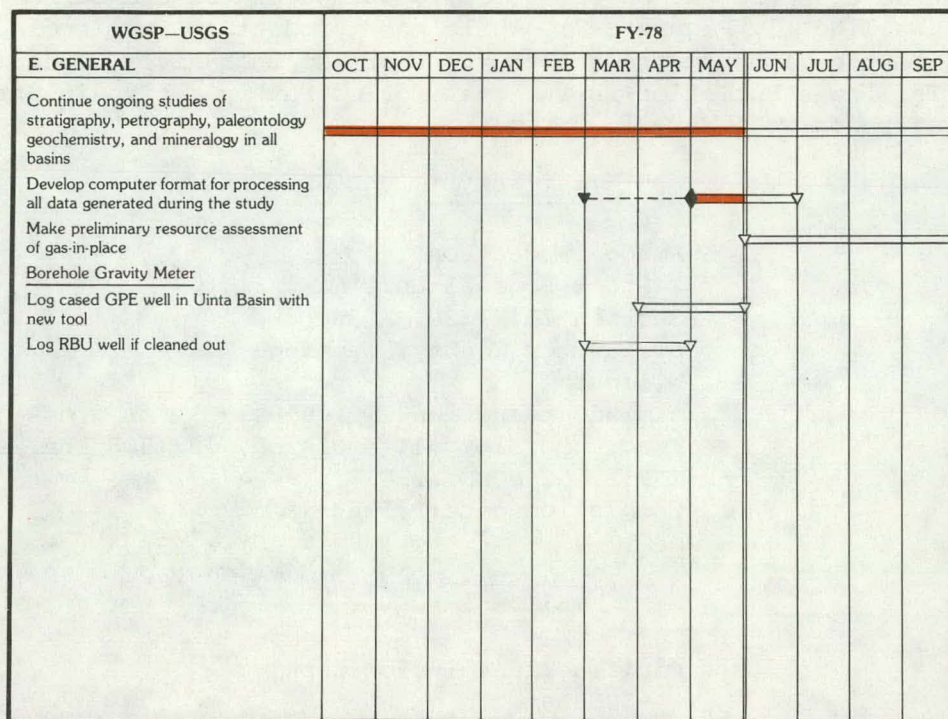 WGSP—USGS
FY-78
E. GENERAL
OCT NOV DEC JAN FEB MAR APR MAY JUN JUL AUG SEP
Continue ongoing studies of
stratigraphy, petrography, paleontology
geochemistry, and mineralogy in all
basins
Develop computer format for processing
all data generated during the study
Make preliminary resource assessment
of gas-in-place
Borehole Gravity Meter
Log cased GPE well in Uinta Basin with
new tool
Log RBU well if cleaned out